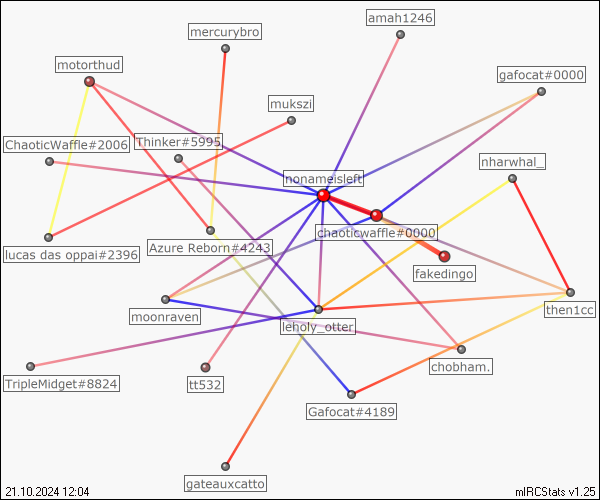 amah1246
mercurybro
motorthud
gafocat#0000
mukszi
ChaoticWaffle#2006
Thinker#5995
nharwhal_
nonameisleft
chaoticwaffle#0000
lucas das oppai#2396
Azure Reborn#4243
fakedingo
moonraven
leholy_otter
then1cc
chobham.
TripleMidget#8824
tt532
Gafocat#4189
gateauxcatto
21.10.2024 12:04
mIRCStats v1.25